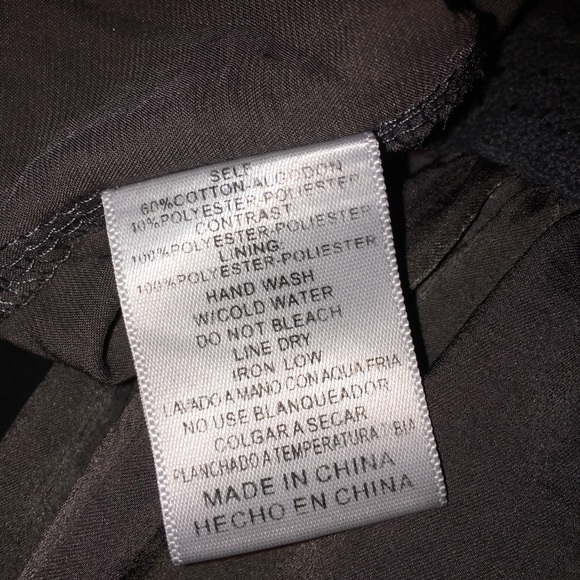 SELF:
60%COTTON-ALGODON
40%POLYESTER-POLIESTER
CONTRAST
100%POLYESTER-POLIESTER
LINING:
100%POLYESTER-POLIESTER
HAND WASH
W/COLD WATER
DO NOT BLEACH
LINE DRY
IRON LOW
LAVADO A MANO CON AQUA FRIA
NO USE BLANQUEADOR
COLGAR A SECAR
PLANCHADO A TEMPERATURA
MADE IN CHINA
HECHO EN CHINA